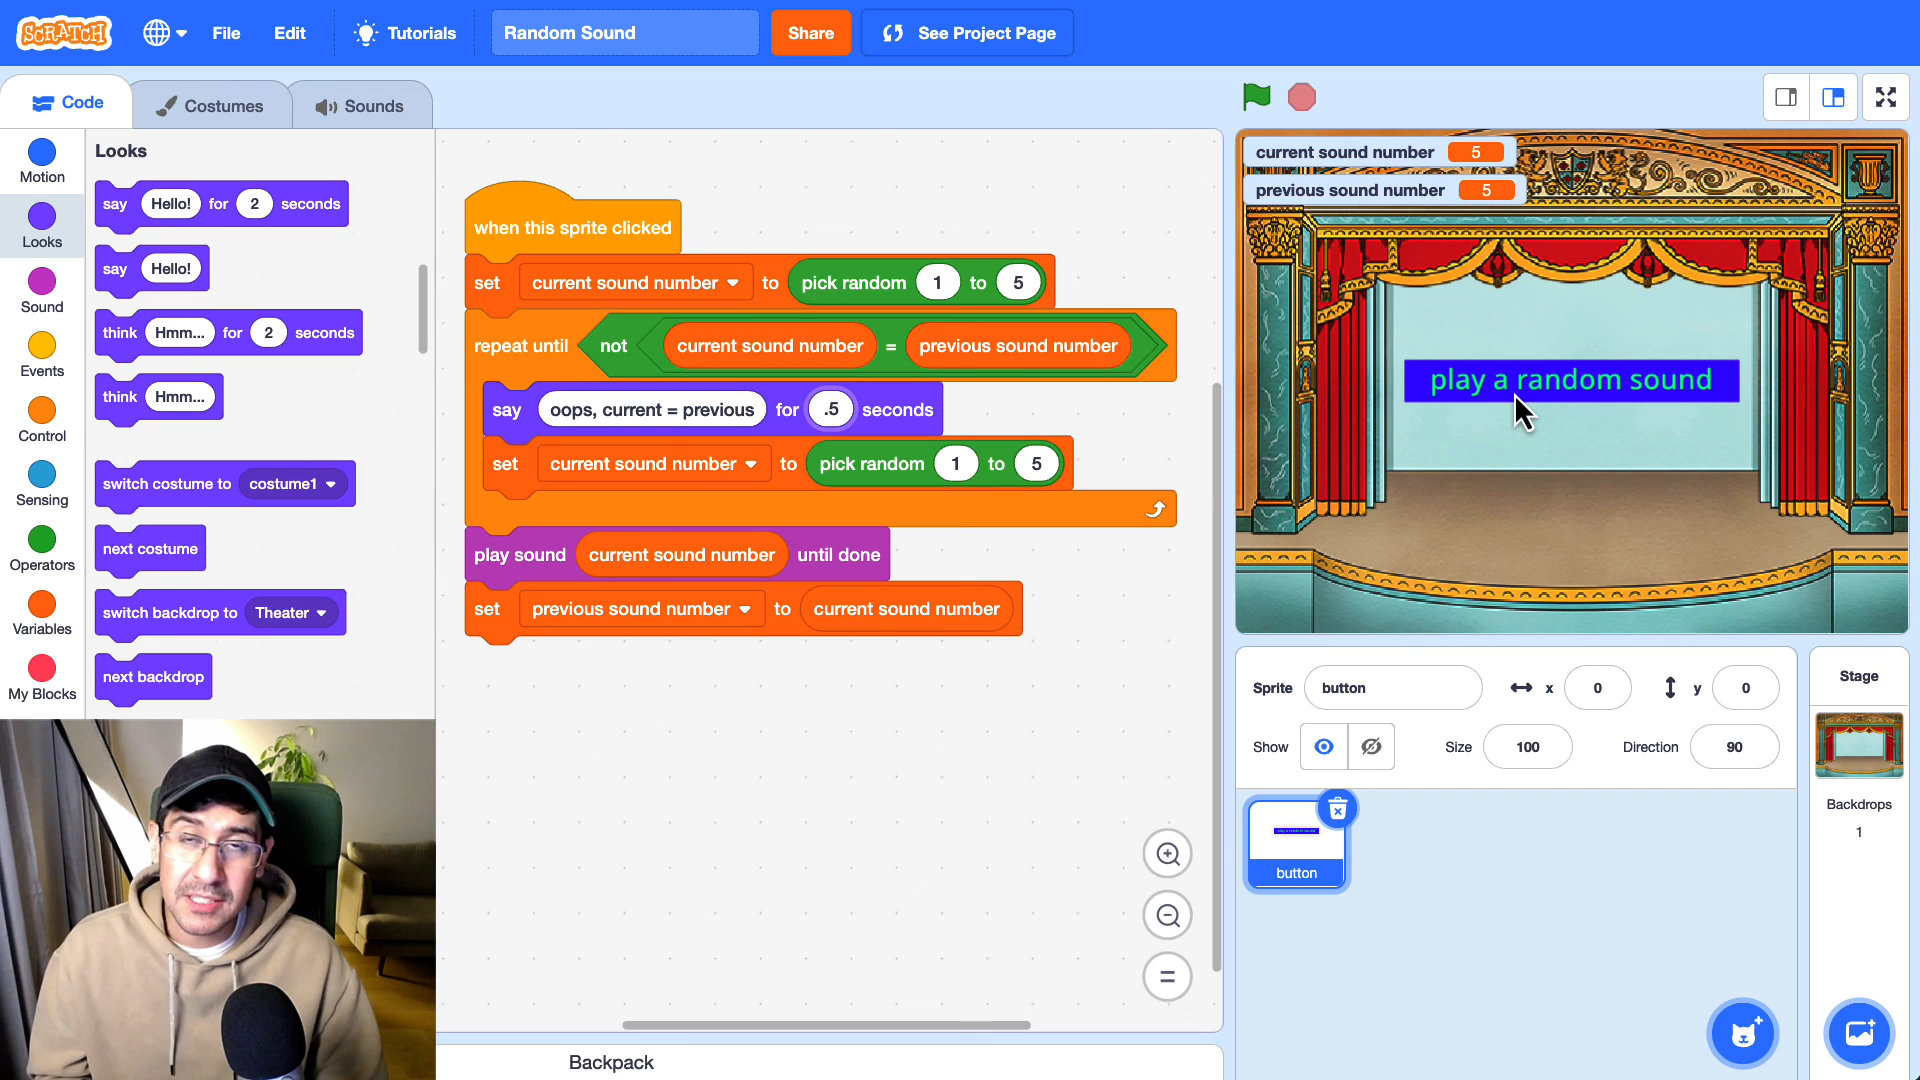 SCRATCH File Edit Tutorials Random Sound Share See Project Page
Code Costumes Sounds
Motion
Looks
Sound
Events
Control
Sensing
Operators
Variables
My Blocks
Looks
say Hello! for 2 seconds
say Hello!
think Hmm... for 2 seconds
think Hmm...
switch costume to costume1
next costume
switch backdrop to Theater
next backdrop
when this sprite clicked
set current sound number to pick random 1 to 5
repeat until not current sound number = previous sound number
say oops, current = previous for .5 seconds
set current sound number to pick random 1 to 5
play sound current sound number until done
set previous sound number to current sound number
Backpack
current sound number 5
previous sound number 5
play a random sound
Sprite button x 0 y 0
Show Size 100 Direction 90
button
Stage
Backdrops
1